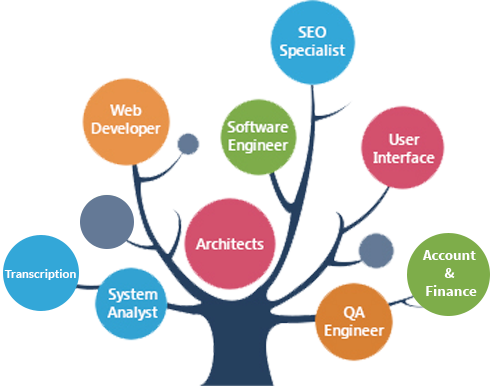 SEO
Specialist
Web
Developer
Software
Engineer
User
Interface
Architects
Transcription
System
Analyst
Account
&
Finance
QA
Engineer